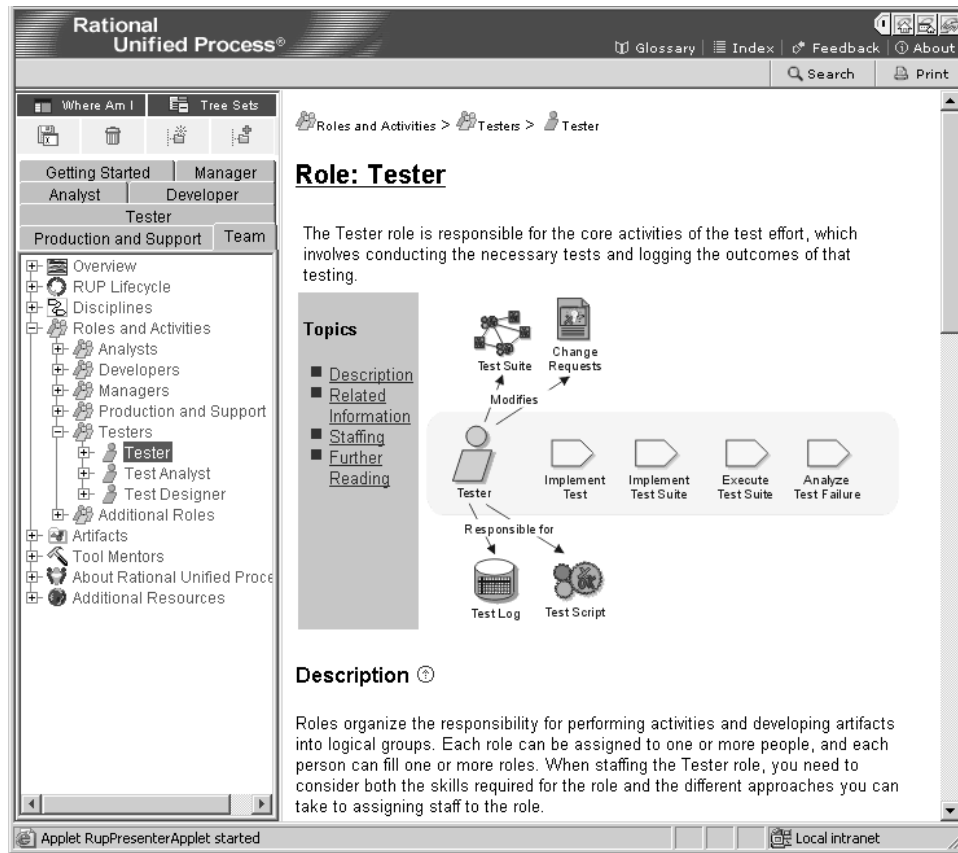 Rational
Unified Process®
Glossary | Index | Feedback | About
Search Print
Where Am I Tree Sets
Getting Started Manager
Analyst Developer
Tester
Production and Support Team
Overview
RUP Lifecycle
Disciplines
Roles and Activities
Analysts
Developers
Managers
Production and Support
Testers
Tester
Test Analyst
Test Designer
Additional Roles
Artifacts
Tool Mentors
About Rational Unified Proce
Additional Resources
Roles and Activities > Testers > Tester
Role: Tester
The Tester role is responsible for the core activities of the test effort, which
involves conducting the necessary tests and logging the outcomes of that
testing.
Topics
Description
Related
Information
Staffing
Further
Reading
Test Suite
Change
Requests
Modifies
Tester
Implement
Test
Implement
Test Suite
Execute
Test Suite
Analyze
Test Failure
Responsible for
Test Log
Test Script
Description
Roles organize the responsibility for performing activities and developing artifacts
into logical groups. Each role can be assigned to one or more people, and each
person can fill one or more roles. When staffing the Tester role, you need to
consider both the skills required for the role and the different approaches you can
take to assigning staff to the role.
Applet RupPresenterApplet started
Local intranet